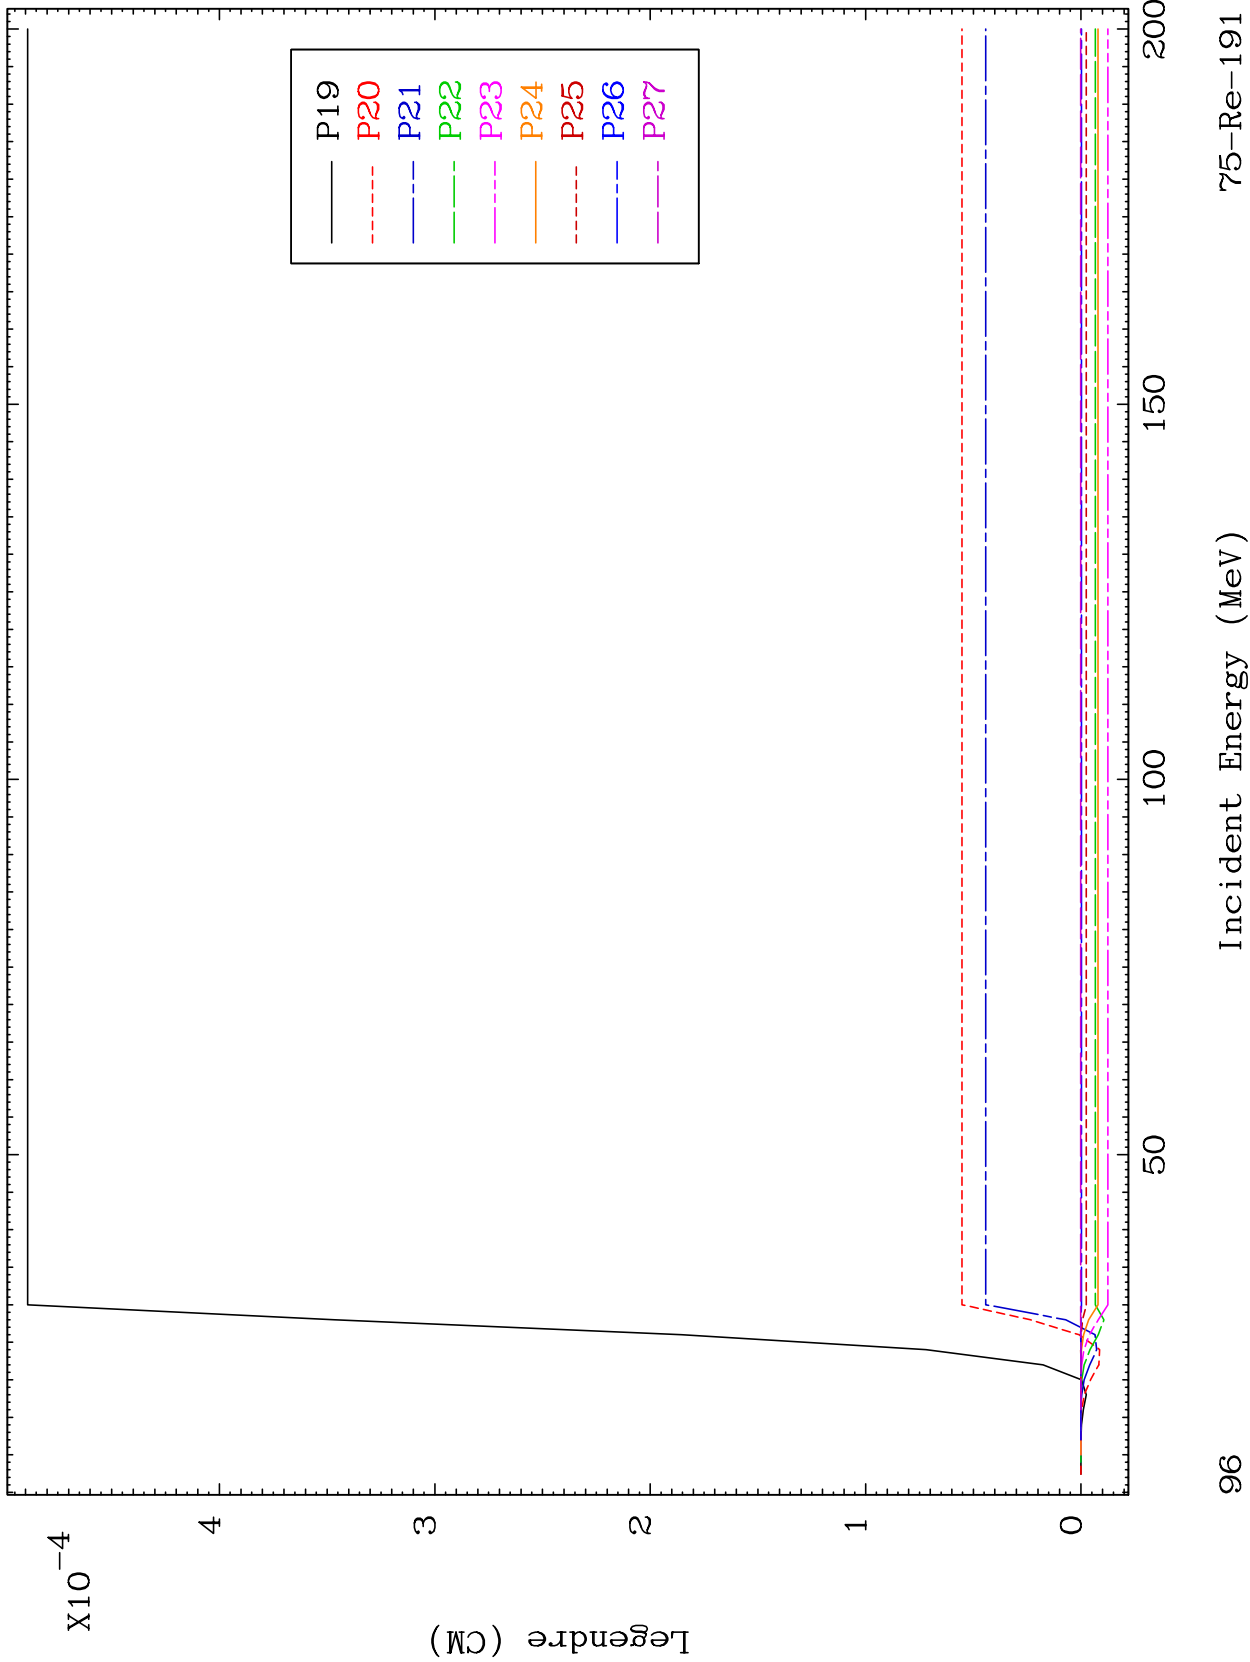 X10⁻⁴
4
3
2
1
0
Legendre (CM)
P19
P20
P21
P22
P23
P24
P25
P26
P27
50
100
150
200
Incident Energy (MeV)
96
75-Re-191